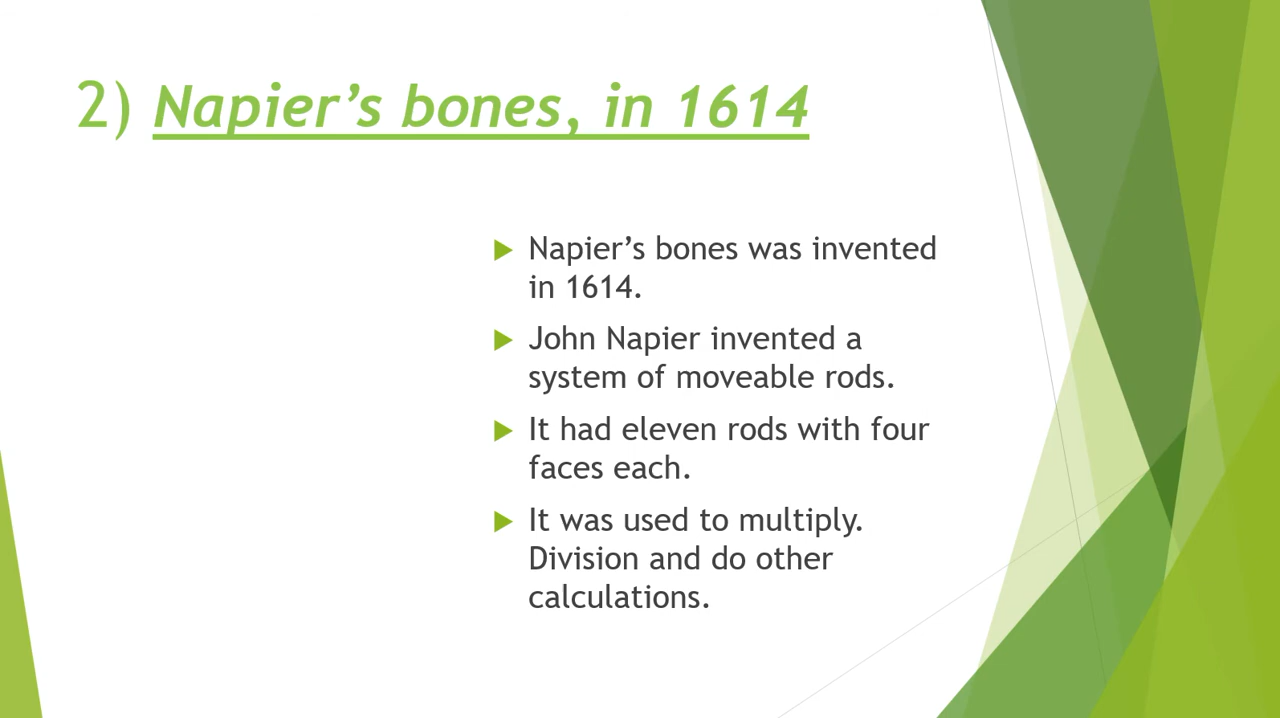 2) Napier’s bones, in 1614
Napier’s bones was invented
in 1614.
John Napier invented a
system of moveable rods.
It had eleven rods with four
faces each.
It was used to multiply.
Division and do other
calculations.